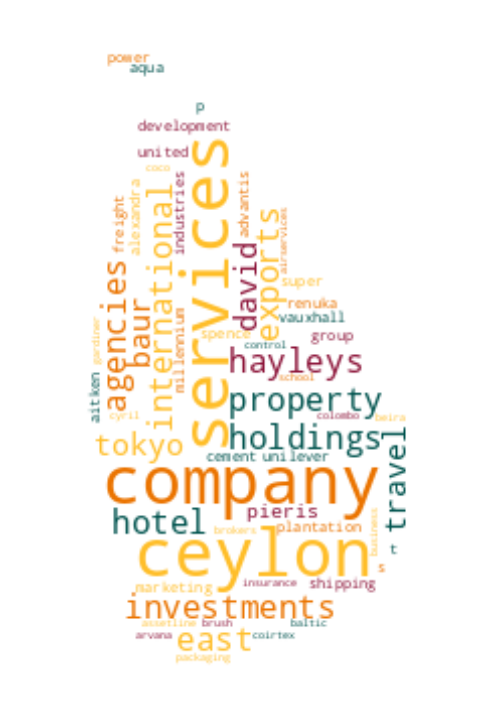 power
aqua
p
development
united
coco
services
industries
advantis
alexandra
international
freight
exports
airservices
david
agencies
baur
super
renuka
vauxhall
millennium
gardiner
spence
group
control
hayleys
school
aitken
cyril
property
colombo
beira
tokyo
holdings
travel
cement
unilever
company
hotel
pieris
plantation
brokers
business
ceylon
t
s
marketing
insurance
shipping
investments
assetline
brush
baltic
arvana
east
coirtex
packaging